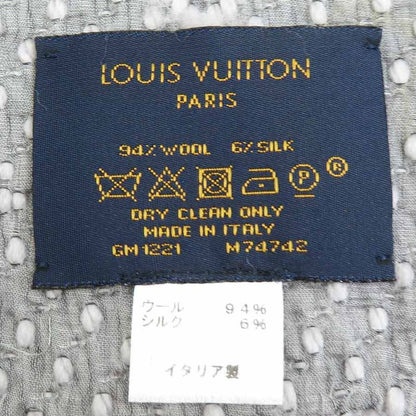 LOUIS VUITTON
PARIS
94% WOOL 6% SILK
P ®
DRY CLEAN ONLY
MADE IN ITALY
GM1221 M74742
ウール 94%
シルク 6%
イタリア製